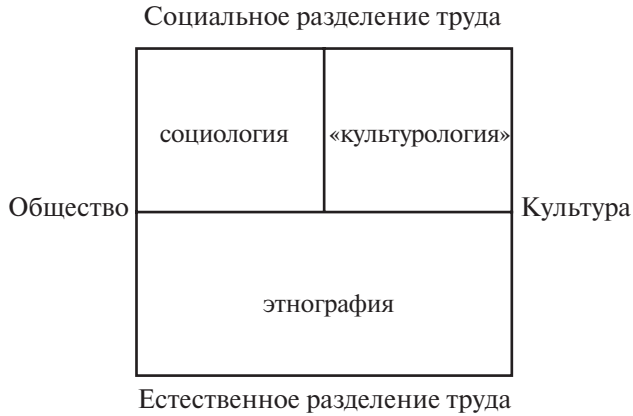 Социальное разделение труда
социология
«культурология»
Общество
Культура
этнография
Естественное разделение труда